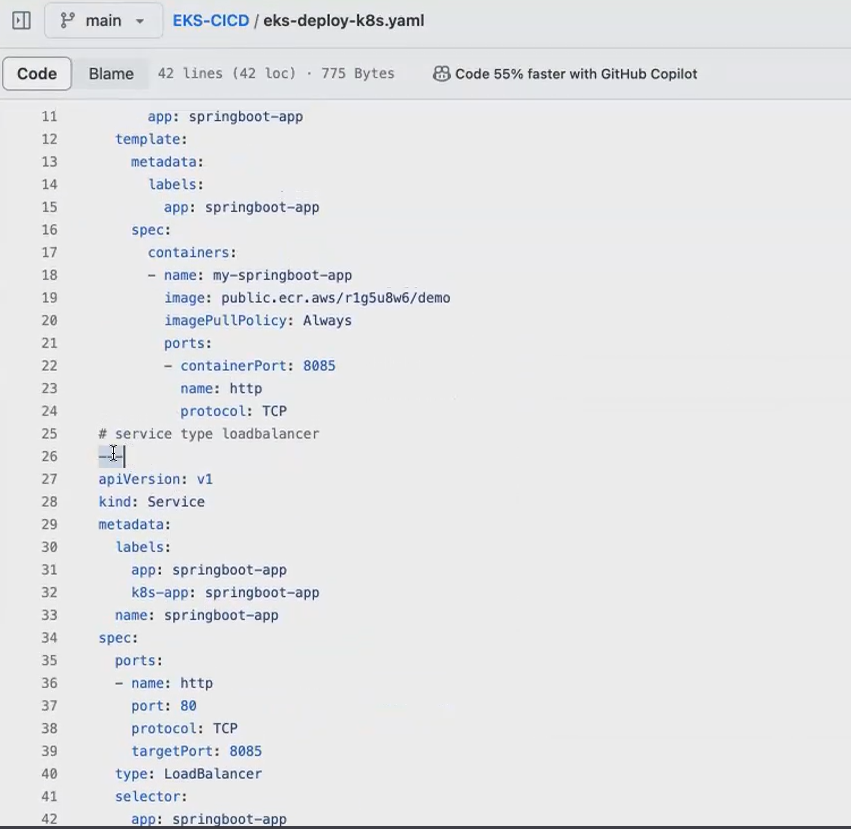 main
EKS-CICD / eks-deploy-k8s.yaml
Code Blame 42 lines (42 loc) · 775 Bytes Code 55% faster with GitHub Copilot
11 app: springboot-app
12 template:
13 metadata:
14 labels:
15 app: springboot-app
16 spec:
17 containers:
18 - name: my-springboot-app
19 image: public.ecr.aws/r1g5u8w6/demo
20 imagePullPolicy: Always
21 ports:
22 - containerPort: 8085
23 name: http
24 protocol: TCP
25 # service type loadbalancer
26 ---
27 apiVersion: v1
28 kind: Service
29 metadata:
30 labels:
31 app: springboot-app
32 k8s-app: springboot-app
33 name: springboot-app
34 spec:
35 ports:
36 - name: http
37 port: 80
38 protocol: TCP
39 targetPort: 8085
40 type: LoadBalancer
41 selector:
42 app: springboot-app